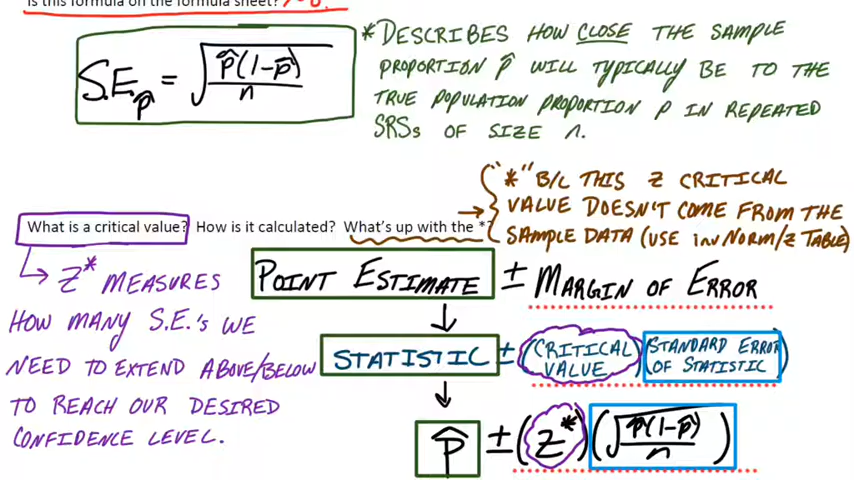 Is this formula on the formula sheet?
S.E.p̂ = √p̂(1-p̂)/n
*DESCRIBES HOW CLOSE THE SAMPLE
PROPORTION p̂ WILL TYPICALLY BE TO THE
TRUE POPULATION PROPORTION P IN REPEATED
SRSs OF SIZE n.
What is a critical value? How is it calculated? What's up with the *?
"*" B/C THIS Z CRITICAL
VALUE DOESN'T COME FROM THE
SAMPLE DATA (USE INVNORM/Z TABLE)
Z* MEASURES
HOW MANY S.E.'s WE
NEED TO EXTEND ABOVE/BELOW
TO REACH OUR DESIRED
CONFIDENCE LEVEL.
POINT ESTIMATE ± MARGIN OF ERROR
STATISTIC ± (CRITICAL VALUE)(STANDARD ERROR OF STATISTIC)
p̂ ± (Z*)(√p̂(1-p̂)/n)